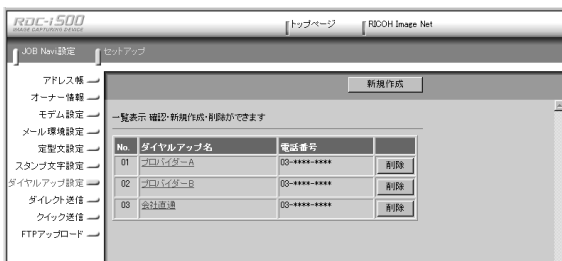 RDC-i500
IMAGE CAPTURING DEVICE
トップページ RICOH Image Net
JOB Navi設定 セットアップ
アドレス帳
オーナー情報
モデム設定
メール環境設定
定型文設定
スタンプ文字設定
ダイヤルアップ設定
ダイレクト送信
クイック送信
FTPアップロード
新規作成
一覧表示 確認・新規作成・削除ができます
No. ダイヤルアップ名 電話番号
01 プロバイダーA 03-****-**** 削除
02 プロバイダーB 03-****-**** 削除
03 会社直通 03-****-**** 削除